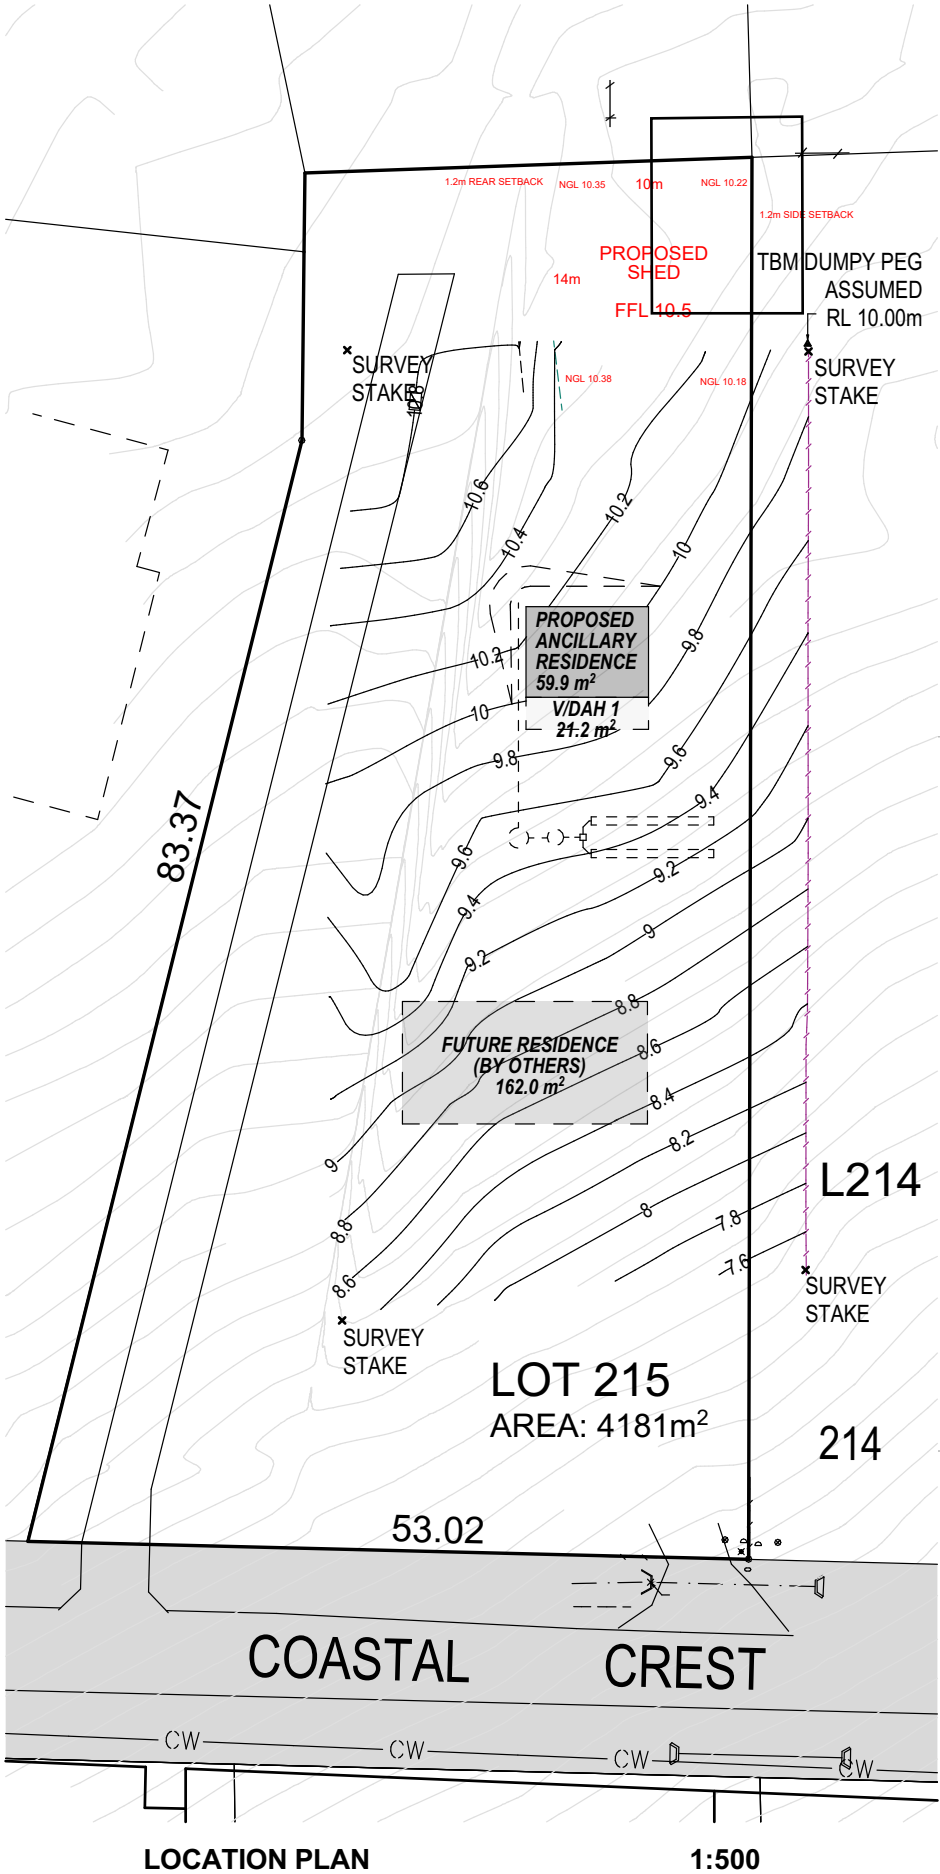 1.2m REAR SETBACK
NGL 10.35
10m
NGL 10.22
1.2m SIDE SETBACK
PROPOSED
SHED
14m
FFL 10.5
TBM DUMPY PEG
ASSUMED
RL 10.00m
SURVEY
STAKE
SURVEY
STAKE
NGL 10.38
NGL 10.18
10.8
10.6
10.4
10.2
10
9.8
PROPOSED
ANCILLARY
RESIDENCE
59.9 m²
V/DAH 1
21.2 m²
10.2
10
9.8
9.6
9.4
83.37
9.6
9.4
9.2
9.2
9
8.8
FUTURE RESIDENCE
(BY OTHERS)
162.0 m²
8.6
8.4
8.2
9
L214
8
7.8
8.8
7.6
8.6
SURVEY
STAKE
SURVEY
STAKE
LOT 215
AREA: 4181m²
214
53.02
COASTAL CREST
CW
CW
CW
CW
LOCATION PLAN 1:500